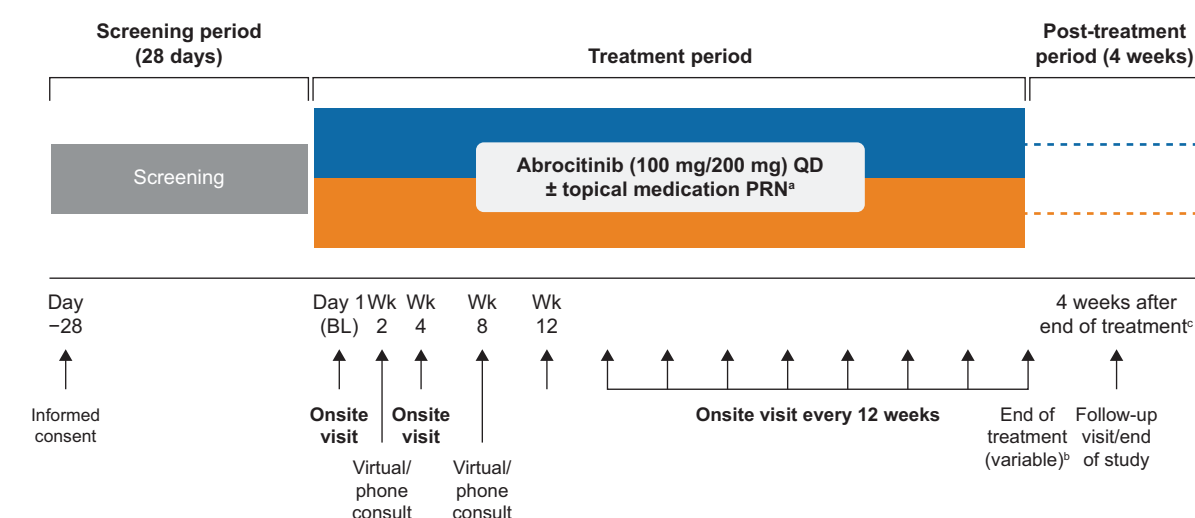 Screening period
(28 days)
Treatment period
Post-treatment
period (4 weeks)
Screening
Abrocitinib (100 mg/200 mg) QD
± topical medication PRNᵃ
Day
−28
Day 1
(BL)
Wk
2
Wk
4
Wk
8
Wk
12
4 weeks after
end of treatmentᶜ
Informed
consent
Onsite
visit
Onsite
visit
Onsite visit every 12 weeks
End of
treatment
(variable)ᵇ
Follow-up
visit/end
of study
Virtual/
phone
consult
Virtual/
phone
consult